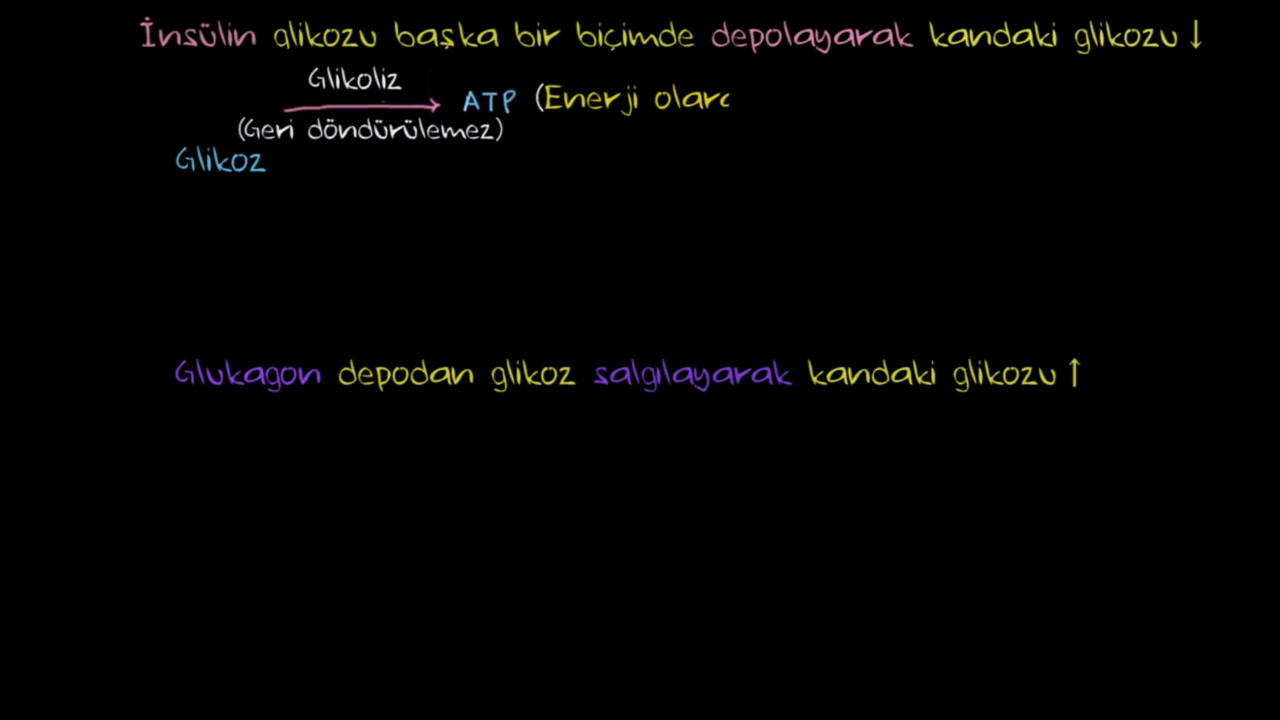 İnsülin glikozu başka bir biçimde depolayarak kandaki glikozu ↓
Glikoliz
ATP (Enerji olarc
(Geri döndürülemez)
Glikoz
Glukagon depodan glikoz salgılayarak kandaki glikozu ↑